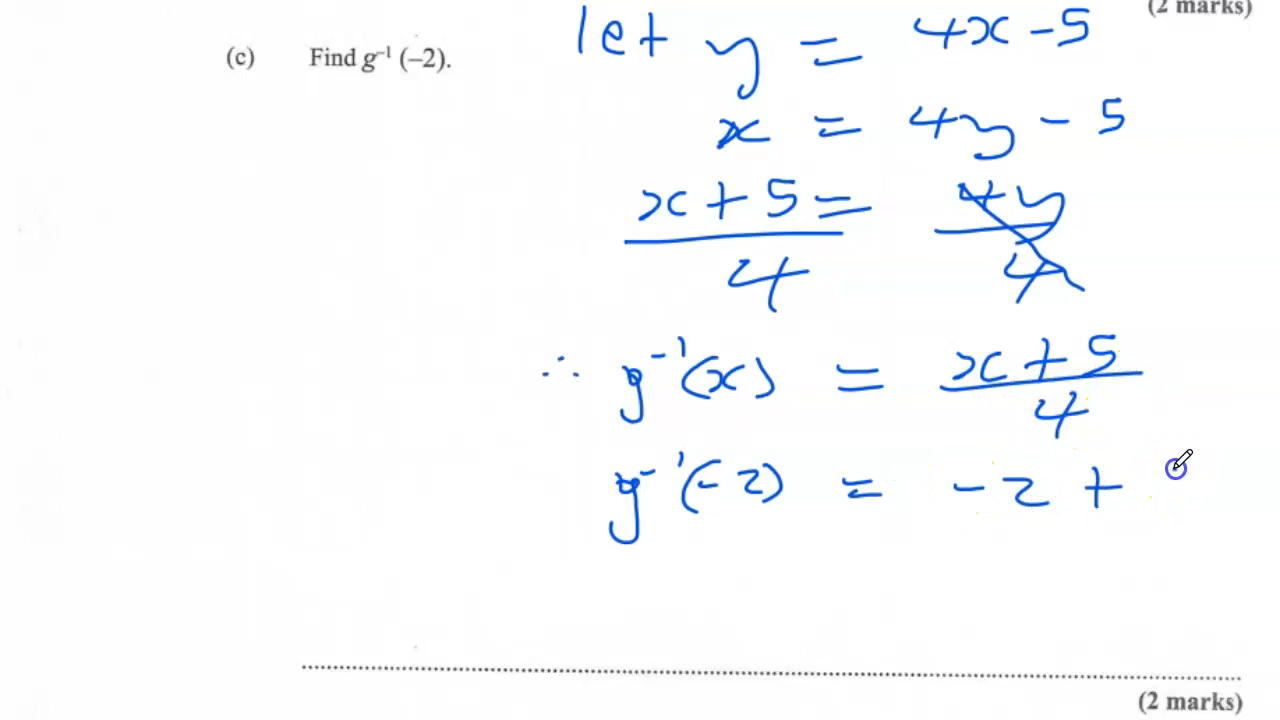 (2 marks)
let y = 4x - 5
(c) Find g⁻¹ (–2).
x = 4y - 5
x + 5 = 4y
4 4
∴ g⁻¹(x) = x + 5
4
g⁻¹(-2) = -2 +
(2 marks)